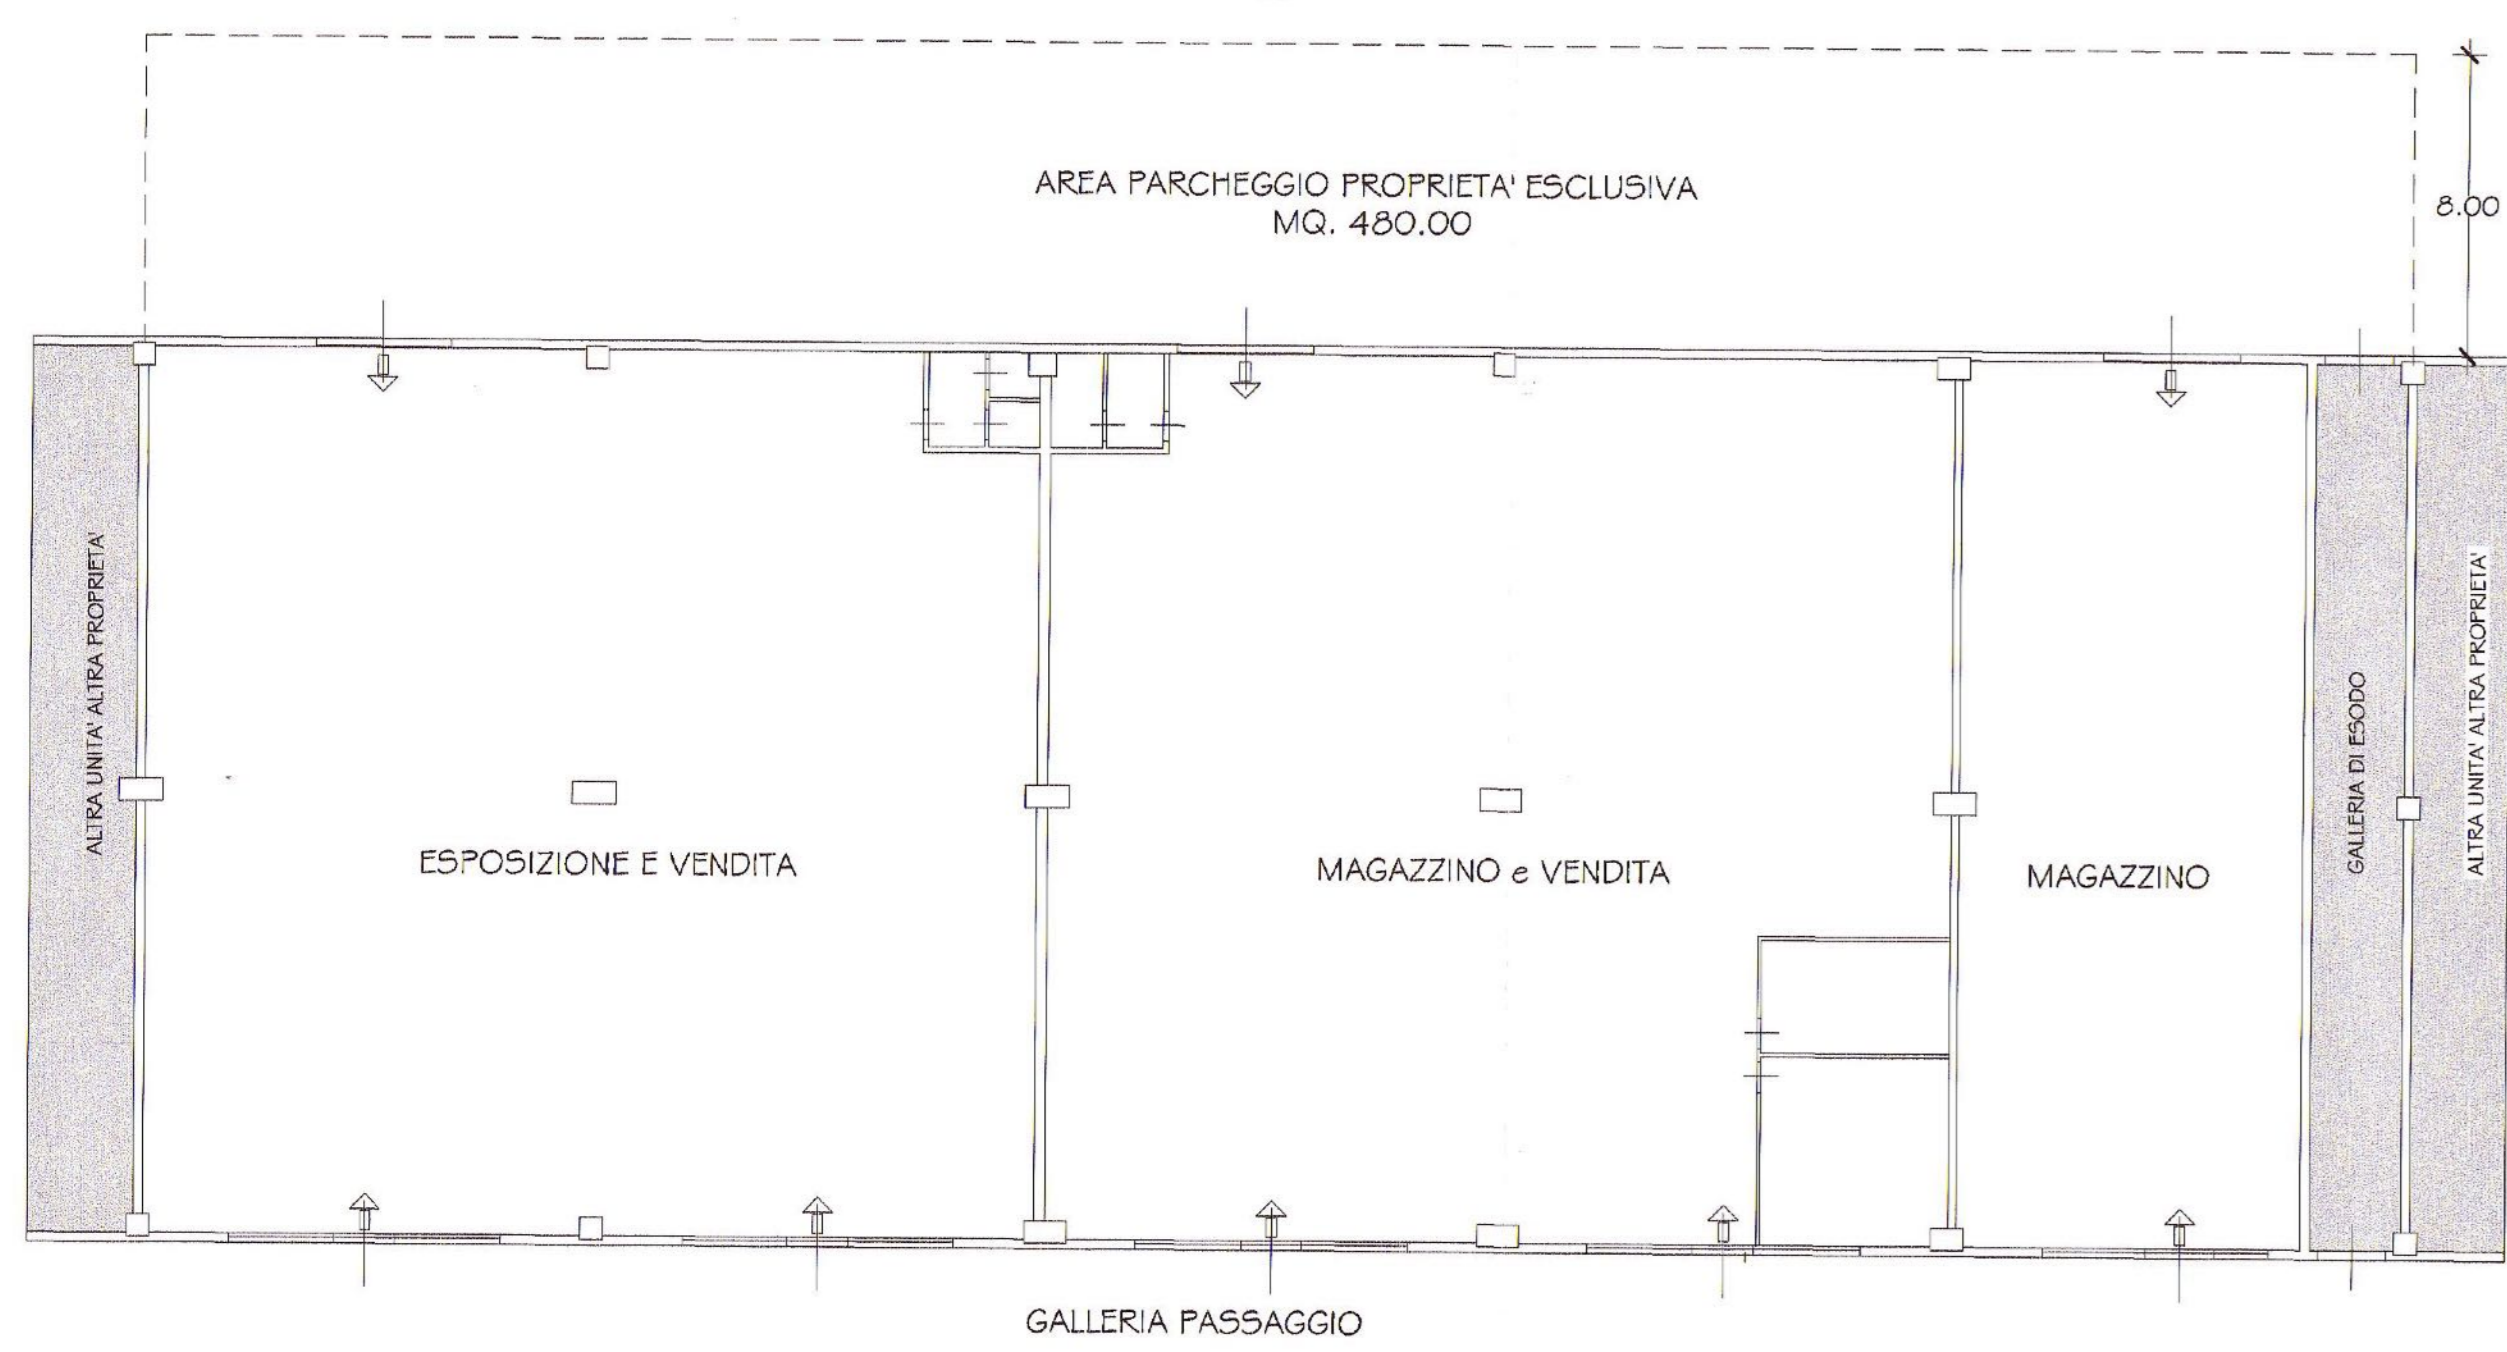 AREA PARCHEGGIO PROPRIETA' ESCLUSIVA
MQ. 480.00
8.00
ALTRA UNITA' ALTRA PROPRIETA'
ESPOSIZIONE E VENDITA
MAGAZZINO e VENDITA
MAGAZZINO
GALLERIA DI ESODO
ALTRA UNITA' ALTRA PROPRIETA'
GALLERIA PASSAGGIO